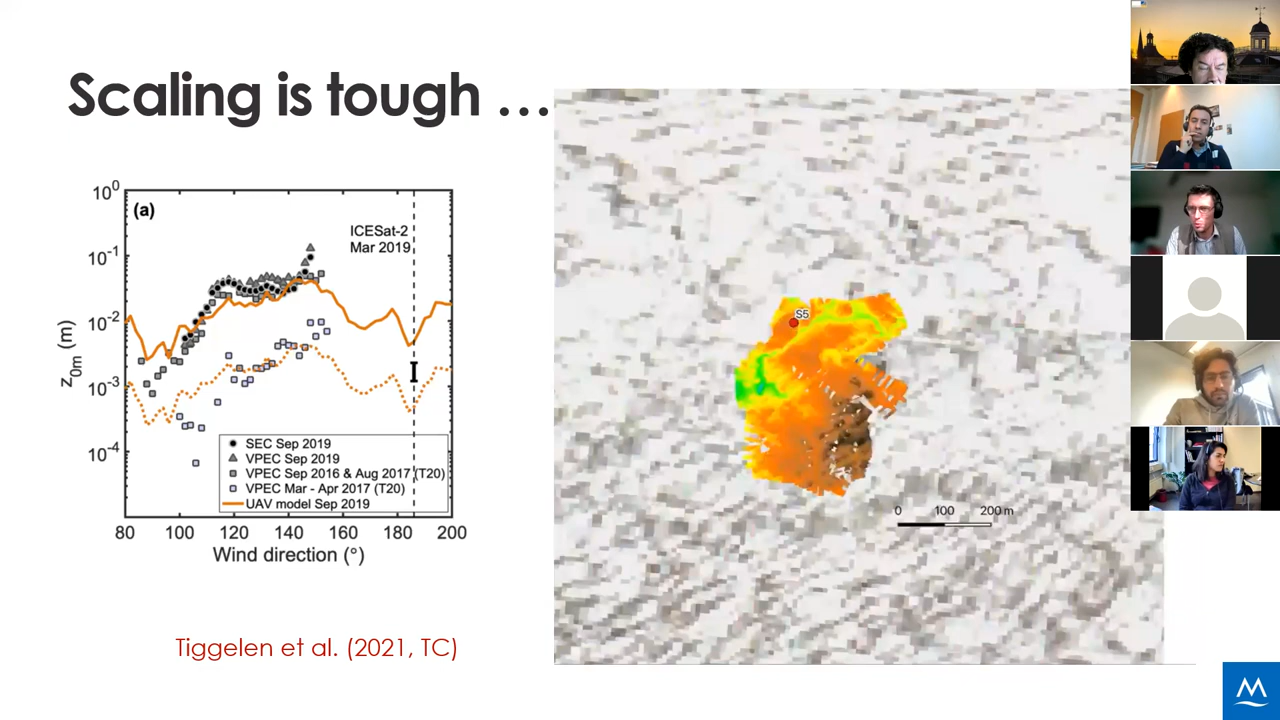 Scaling is tough ...
(a)
ICESat-2
Mar 2019
10^0
10^-1
10^-2
10^-3
10^-4
z0m (m)
SEC Sep 2019
VPEC Sep 2019
VPEC Sep 2016 & Aug 2017 (T20)
VPEC Mar - Apr 2017 (T20)
UAV model Sep 2019
80 100 120 140 160 180 200
Wind direction (°)
S5
0 100 200 m
Tiggelen et al. (2021, TC)